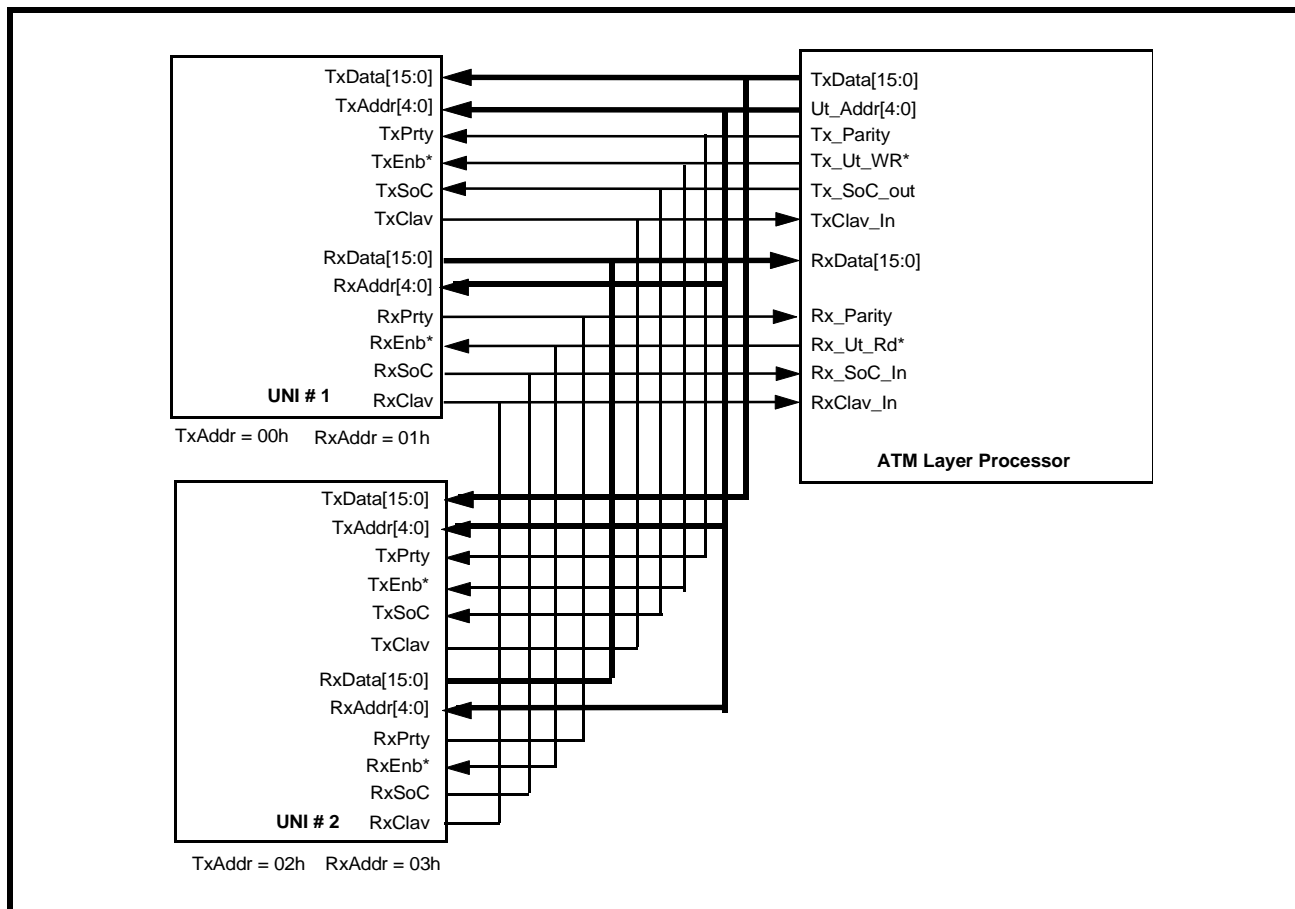 TxData[15:0]
TxAddr[4:0]
TxPrty
TxEnb*
TxSoC
TxClav
RxData[15:0]
RxAddr[4:0]
RxPrty
RxEnb*
RxSoC
UNI # 1
RxClav
TxAddr = 00h RxAddr = 01h
TxData[15:0]
Ut_Addr[4:0]
Tx_Parity
Tx_Ut_WR*
Tx_SoC_out
TxClav_In
RxData[15:0]
Rx_Parity
Rx_Ut_Rd*
Rx_SoC_In
RxClav_In
ATM Layer Processor
TxData[15:0]
TxAddr[4:0]
TxPrty
TxEnb*
TxSoC
TxClav
RxData[15:0]
RxAddr[4:0]
RxPrty
RxEnb*
RxSoC
UNI # 2 RxClav
TxAddr = 02h RxAddr = 03h